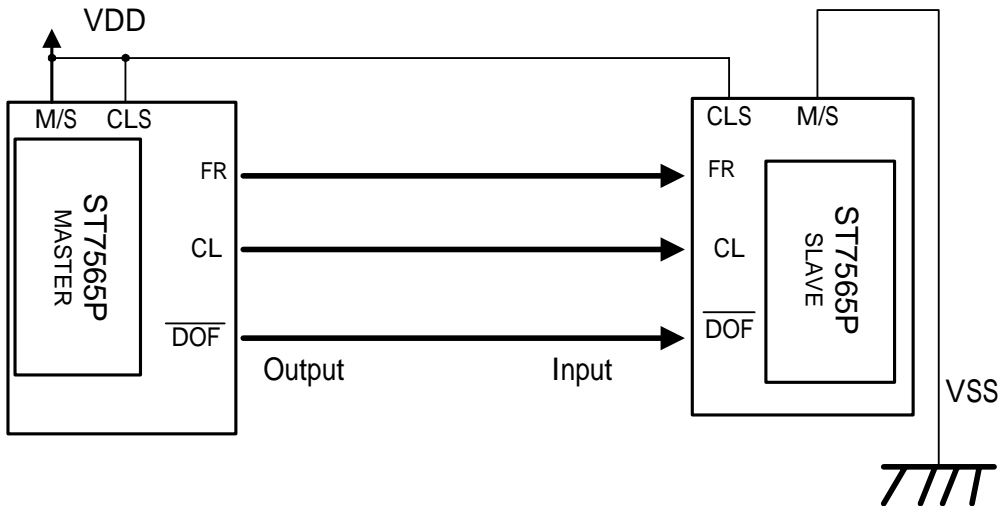 VDD
M/S CLS
CLS M/S
FR
FR
ST7565P
MASTER
ST7565P
SLAVE
CL
CL
DOF
DOF
Output
Input
VSS